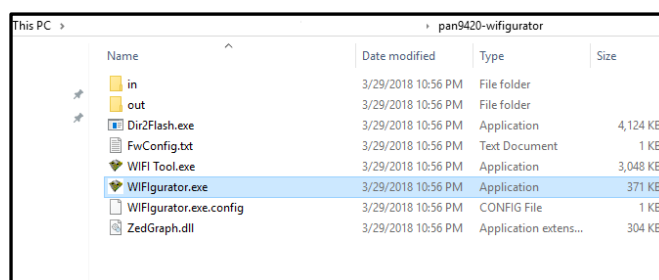 This PC > > pan9420-wifigurator
Name Date modified Type Size
in 3/29/2018 10:56 PM File folder
out 3/29/2018 10:56 PM File folder
Dir2Flash.exe 3/29/2018 10:56 PM Application 4,124 KB
FwConfig.txt 3/29/2018 10:56 PM Text Document 1 KB
WIFI Tool.exe 3/29/2018 10:56 PM Application 3,048 KB
WIFIgurator.exe 3/29/2018 10:56 PM Application 371 KB
WIFIgurator.exe.config 3/29/2018 10:56 PM CONFIG File 1 KB
ZedGraph.dll 3/29/2018 10:56 PM Application extens... 304 KB